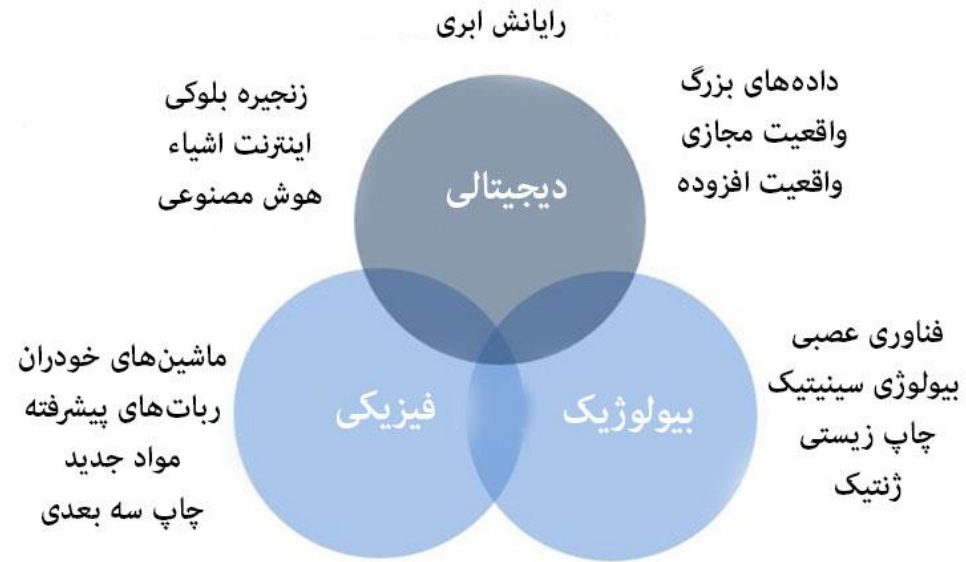 رایانش ابری
داده‌های بزرگ
واقعیت مجازی
واقعیت افزوده
زنجیره بلوکی
اینترنت اشیاء
هوش مصنوعی
دیجیتالی
فناوری عصبی
بیولوژی سینیتیک
چاپ زیستی
ژنتیک
بیولوژیک
فیزیکی
ماشین‌های خودران
ربات‌های پیشرفته
مواد جدید
چاپ سه بعدی